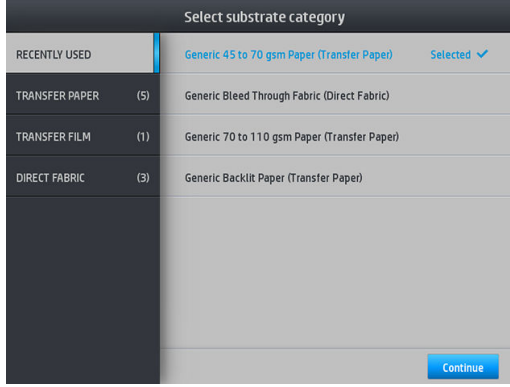 Select substrate category
RECENTLY USED
Generic 45 to 70 gsm Paper (Transfer Paper) Selected
TRANSFER PAPER (5)
Generic Bleed Through Fabric (Direct Fabric)
TRANSFER FILM (1)
Generic 70 to 110 gsm Paper (Transfer Paper)
DIRECT FABRIC (3)
Generic Backlit Paper (Transfer Paper)
Continue